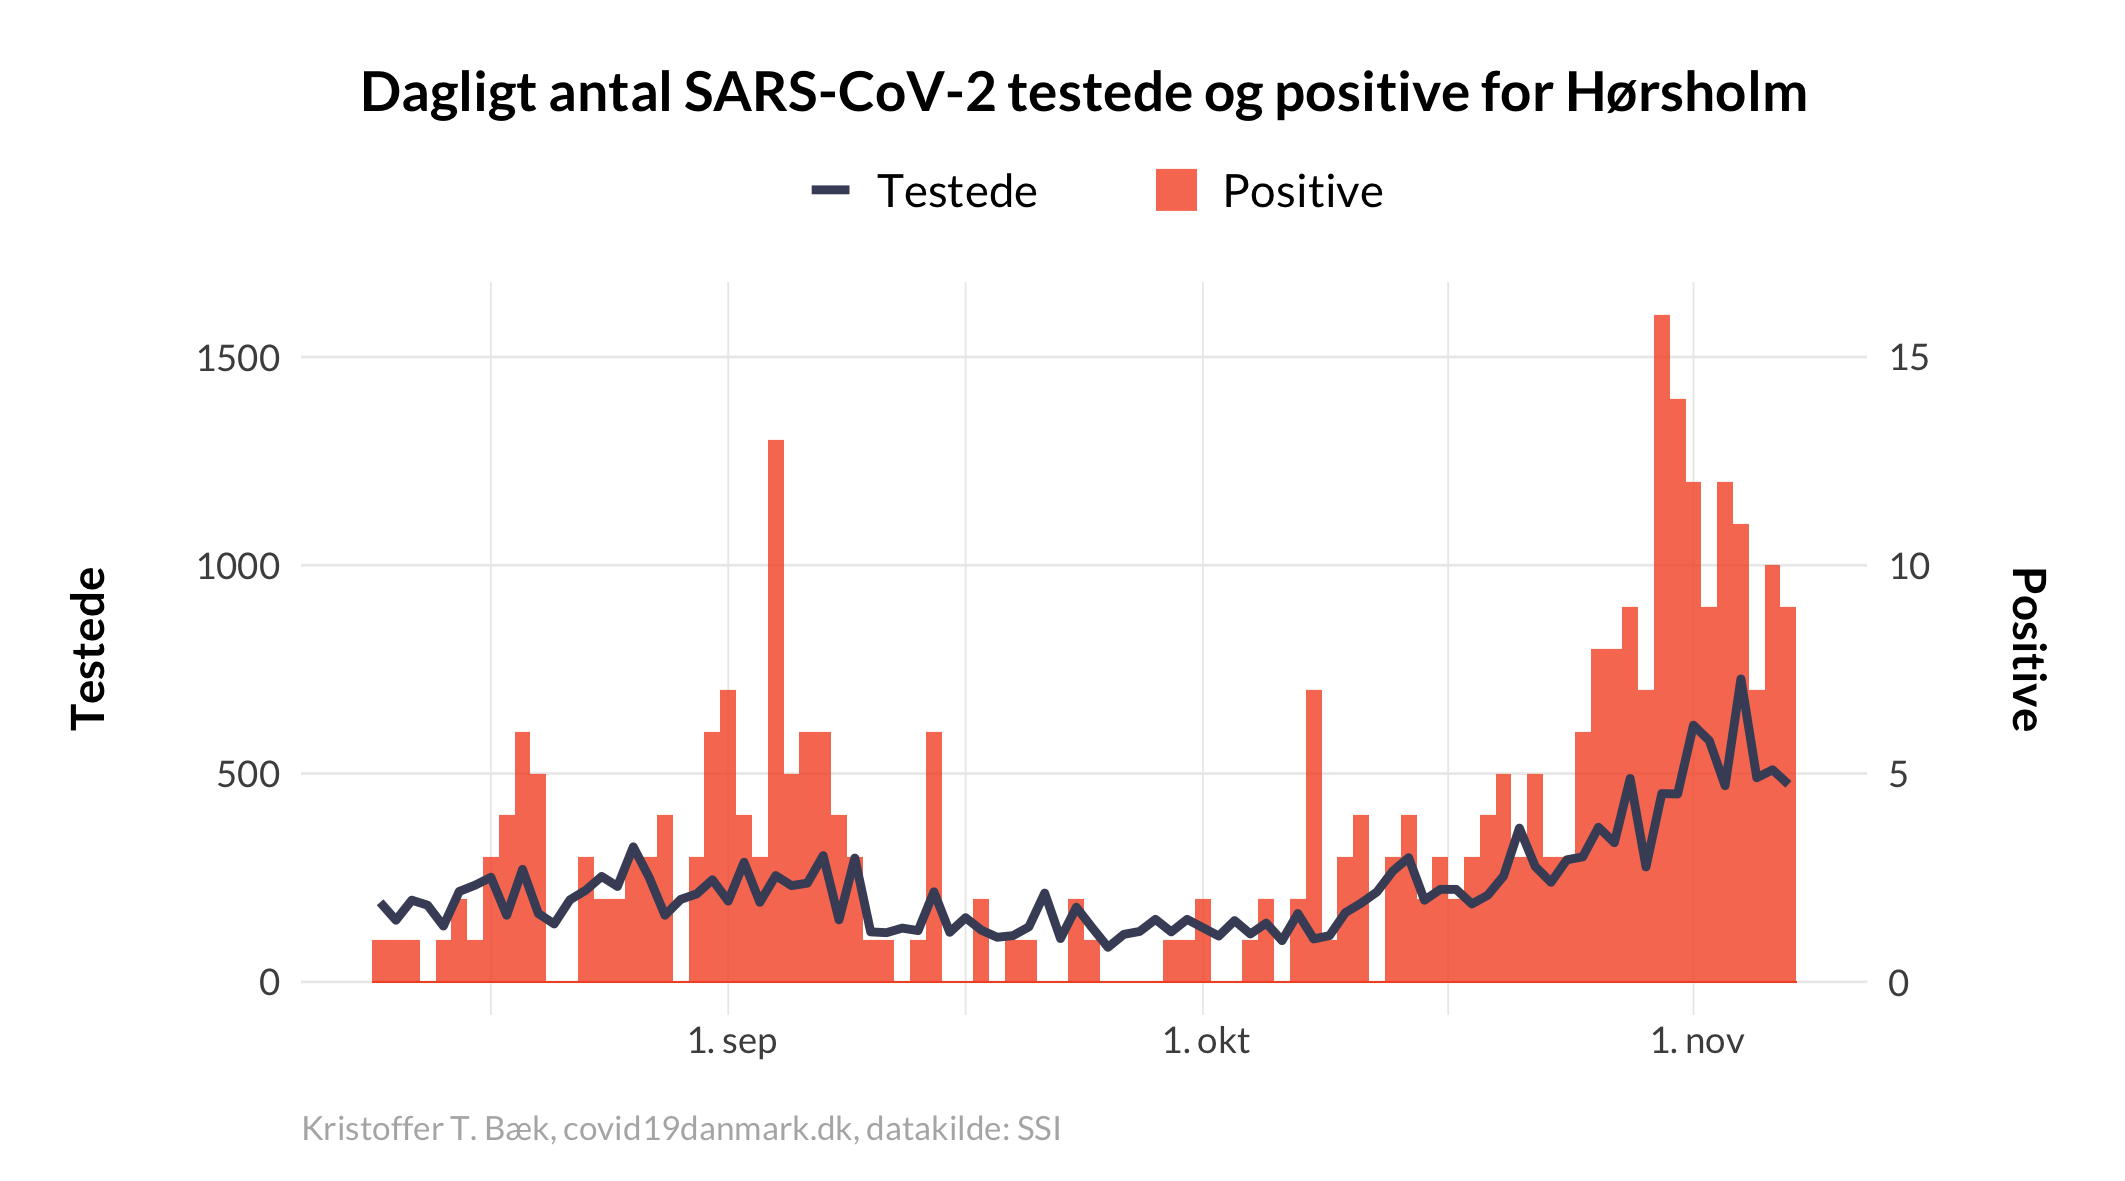 Dagligt antal SARS-CoV-2 testede og positive for Hørsholm
Testede
Positive
1500
1000
500
0
15
10
5
0
Testede
Positive
1. sep
1. okt
1. nov
Kristoffer T. Bæk, covid19danmark.dk, datakilde: SSI